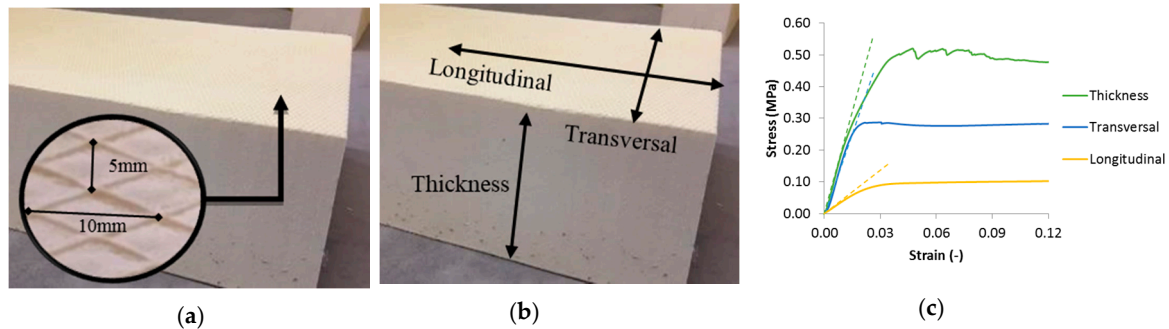 5mm
10mm
(a)
Longitudinal
Transversal
Thickness
(b)
0.60
0.50
0.40
0.30
0.20
0.10
0.00
Stress (MPa)
0.00 0.03 0.06 0.09 0.12
Strain (-)
Thickness
Transversal
Longitudinal
(c)